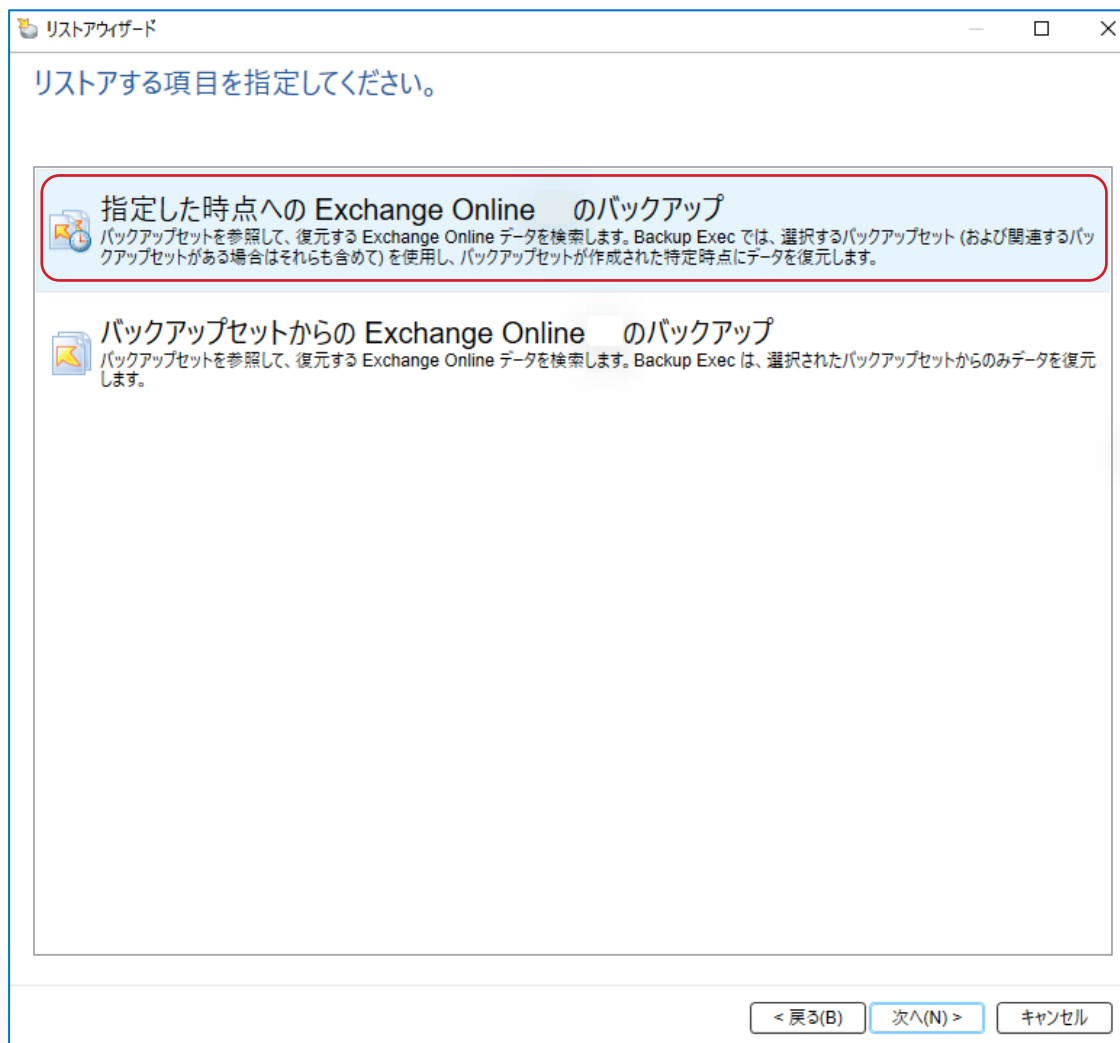 リストアウィザード
リストアする項目を指定してください。
指定した時点への Exchange Online のバックアップ
バックアップセットを参照して、復元する Exchange Online データを検索します。Backup Exec では、選択するバックアップセット (および関連するバッ
クアップセットがある場合はそれらも含めて) を使用し、バックアップセットが作成された特定時点にデータを復元します。
バックアップセットからの Exchange Online のバックアップ
バックアップセットを参照して、復元する Exchange Online データを検索します。Backup Exec は、選択されたバックアップセットからのみデータを復元
します。
< 戻る(B) 次へ(N) > キャンセル